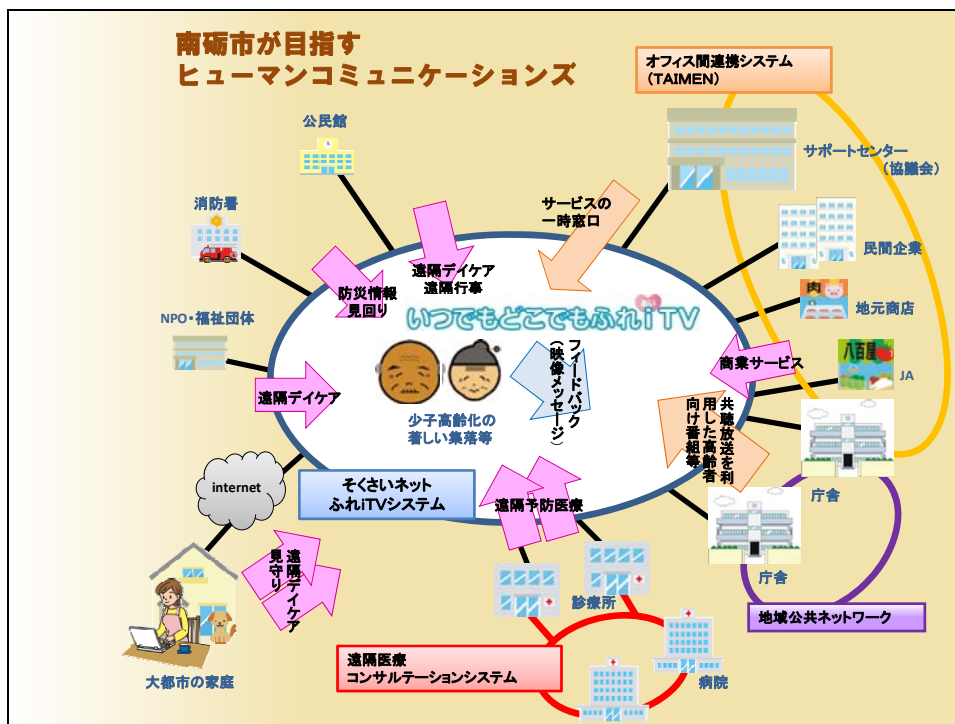 南砺市が目指す
ヒューマンコミュニケーションズ
オフィス間連携システム
(TAIMEN)
公民館
サポートセンター
(協議会)
消防署
サービスの
一時窓口
民間企業
遠隔デイケア
遠隔行事
防災情報
見回り
肉
地元商店
いつでもどこでもふれiTV
NPO・福祉団体
フィードバック
(映像メッセージ)
商業サービス
八百屋
JA
遠隔デイケア
少子高齢化の
著しい集落等
共聴放送を利
用した高齢者
向け番組等
internet
そくさいネット
ふれiTVシステム
遠隔予防医療
庁舎
庁舎
遠隔デイケア
見守り
診療所
地域公共ネットワーク
遠隔医療
コンサルテーションシステム
大都市の家庭
病院